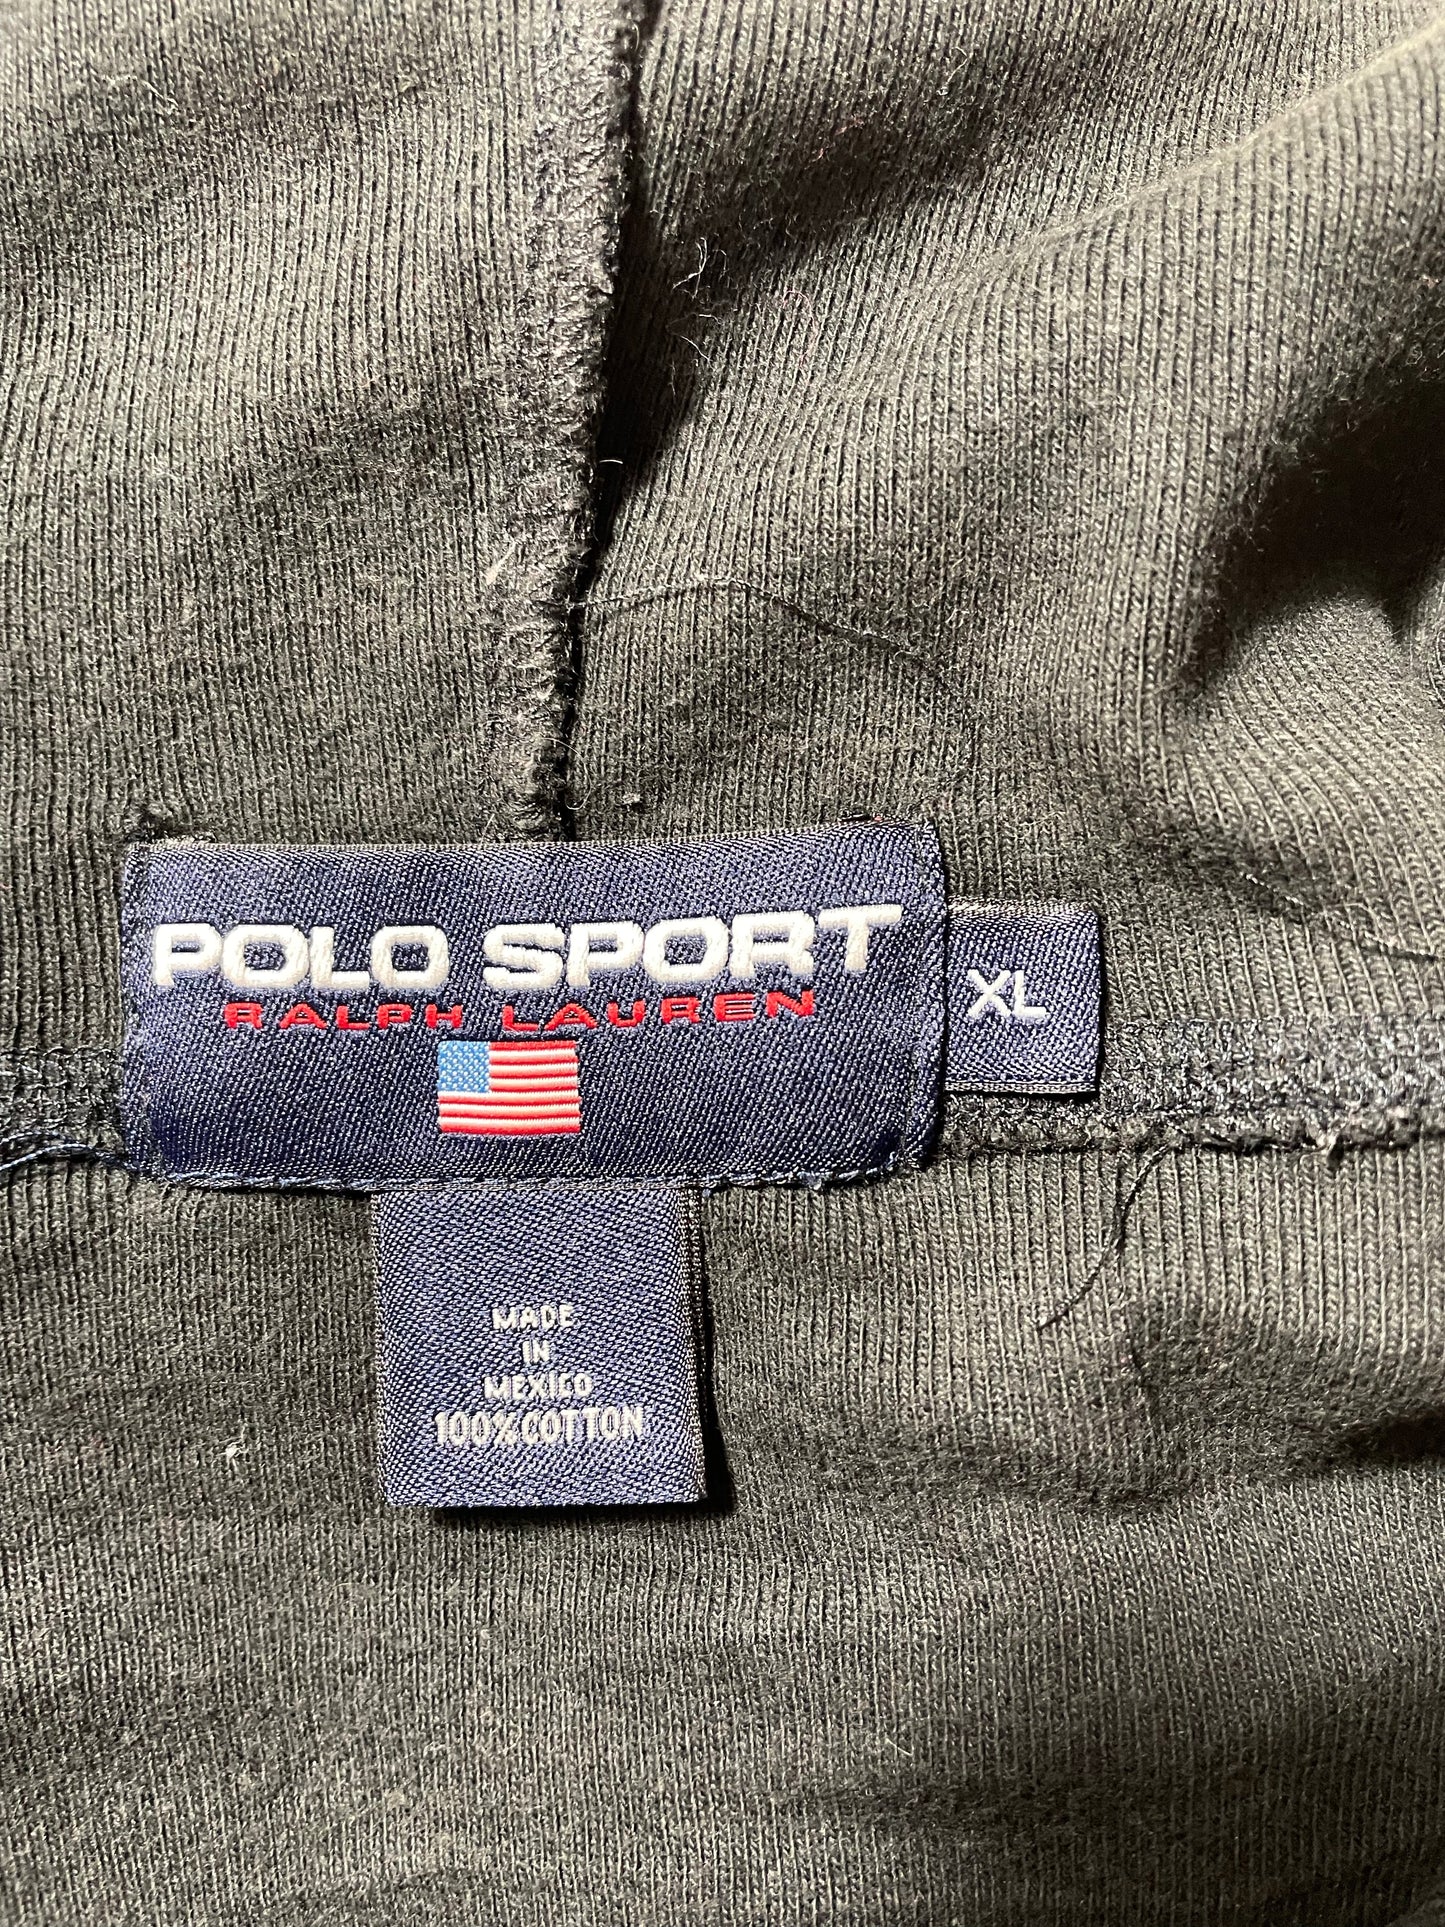 POLO SPORT
RALPH LAUREN
XL
MADE
IN
MEXICO
100% COTTON